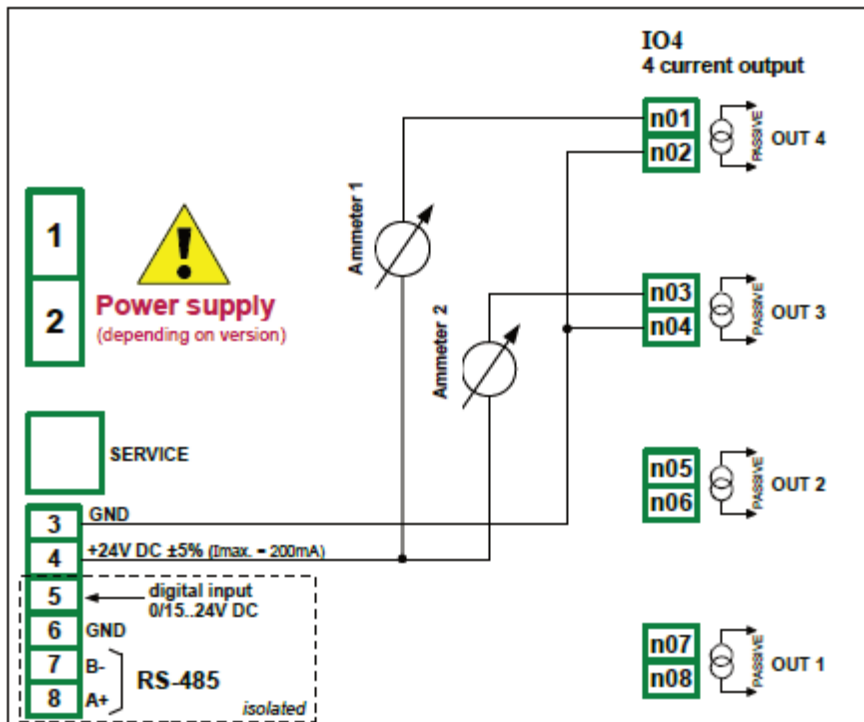 IO4
4 current output
n01
n02
PASSIVE
OUT 4
Ammeter 1
1
2
Power supply
(depending on version)
n03
n04
PASSIVE
OUT 3
Ammeter 2
SERVICE
n05
n06
PASSIVE
OUT 2
3
GND
4
+24V DC ±5% (Imax. = 200mA)
5
digital input
0/15..24V DC
6
GND
7
B-
8
A+
RS-485
isolated
n07
n08
PASSIVE
OUT 1